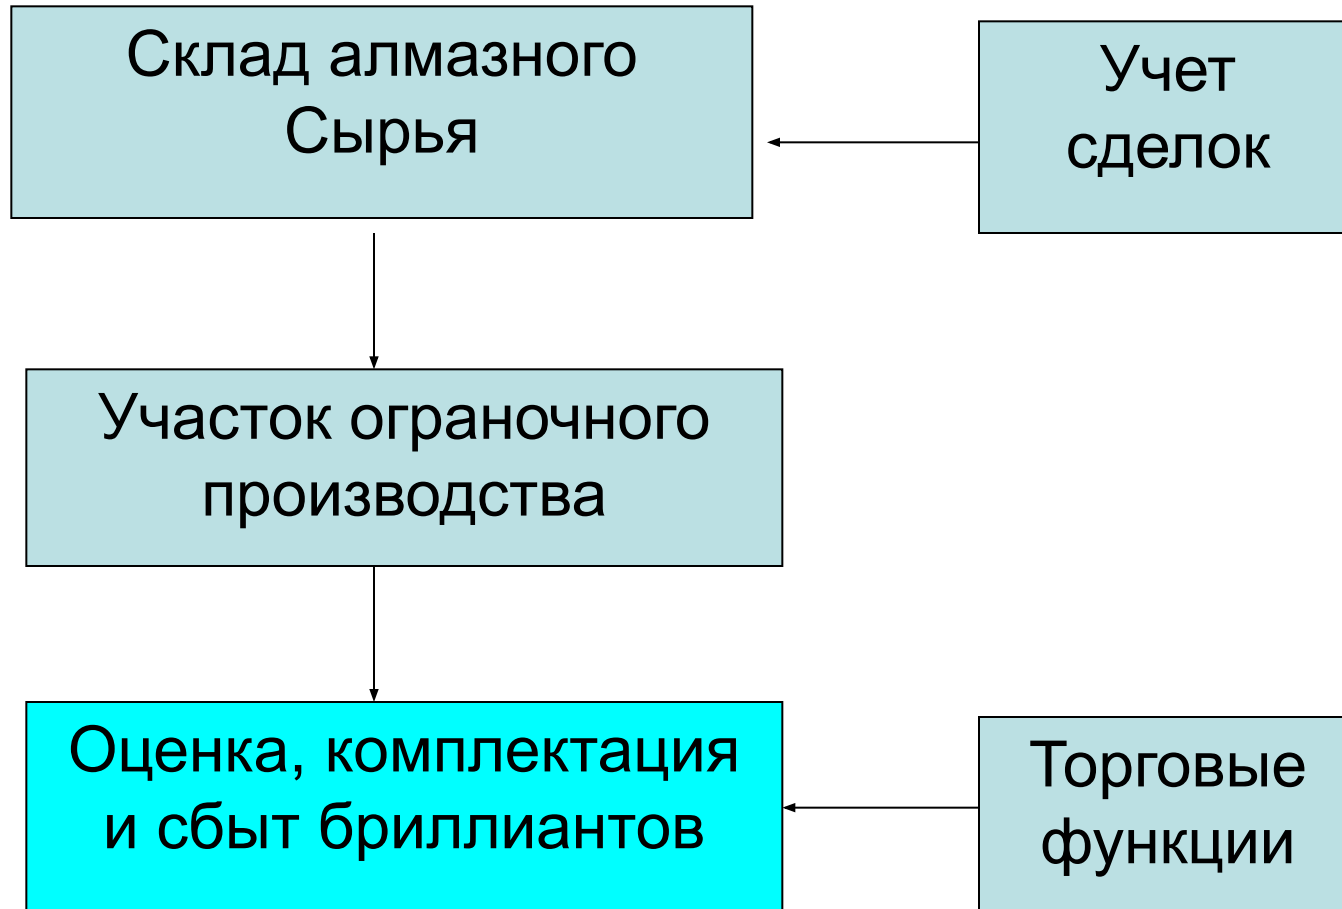 Склад алмазного
Сырья
Учет
сделок
Участок ограночного
производства
Оценка, комплектация
и сбыт бриллиантов
Торговые
функции